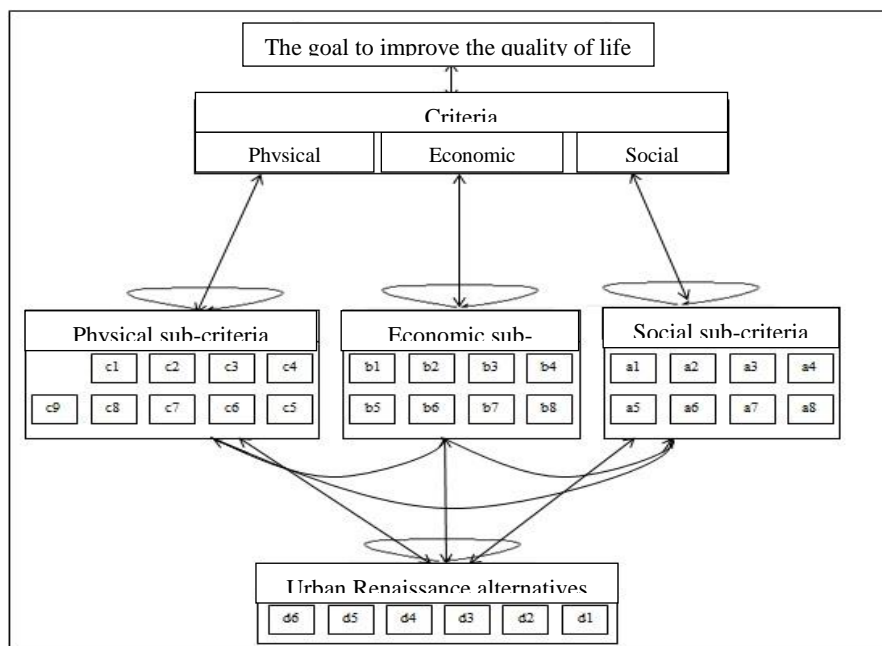 The goal to improve the quality of life
Criteria
Physical Economic Social
Physical sub-criteria Economic sub- Social sub-criteria
c1 c2 c3 c4 b1 b2 b3 b4 a1 a2 a3 a4
c9 c8 c7 c6 c5 b5 b6 b7 b8 a5 a6 a7 a8
Urban Renaissance alternatives
d6 d5 d4 d3 d2 d1